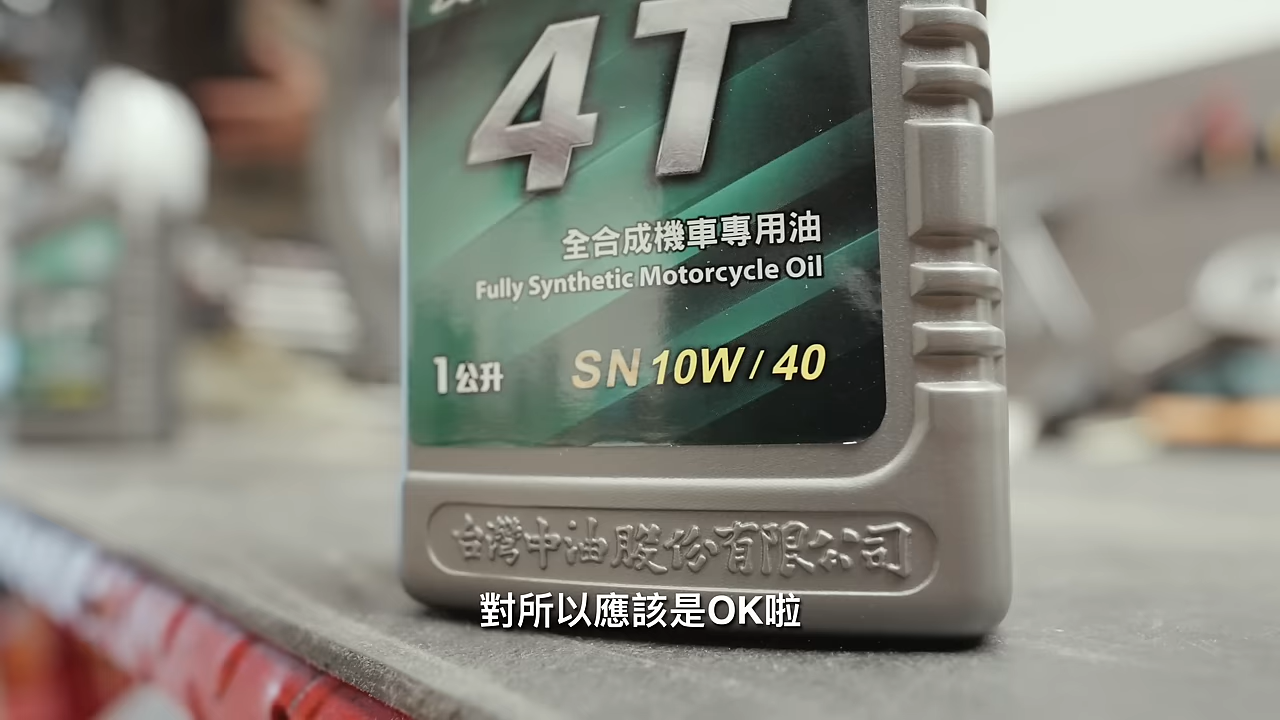 4T
全合成機車專用油
Fully Synthetic Motorcycle Oil
1公升 SN 10W / 40
台灣中油股份有限公司
對所以應該是OK啦